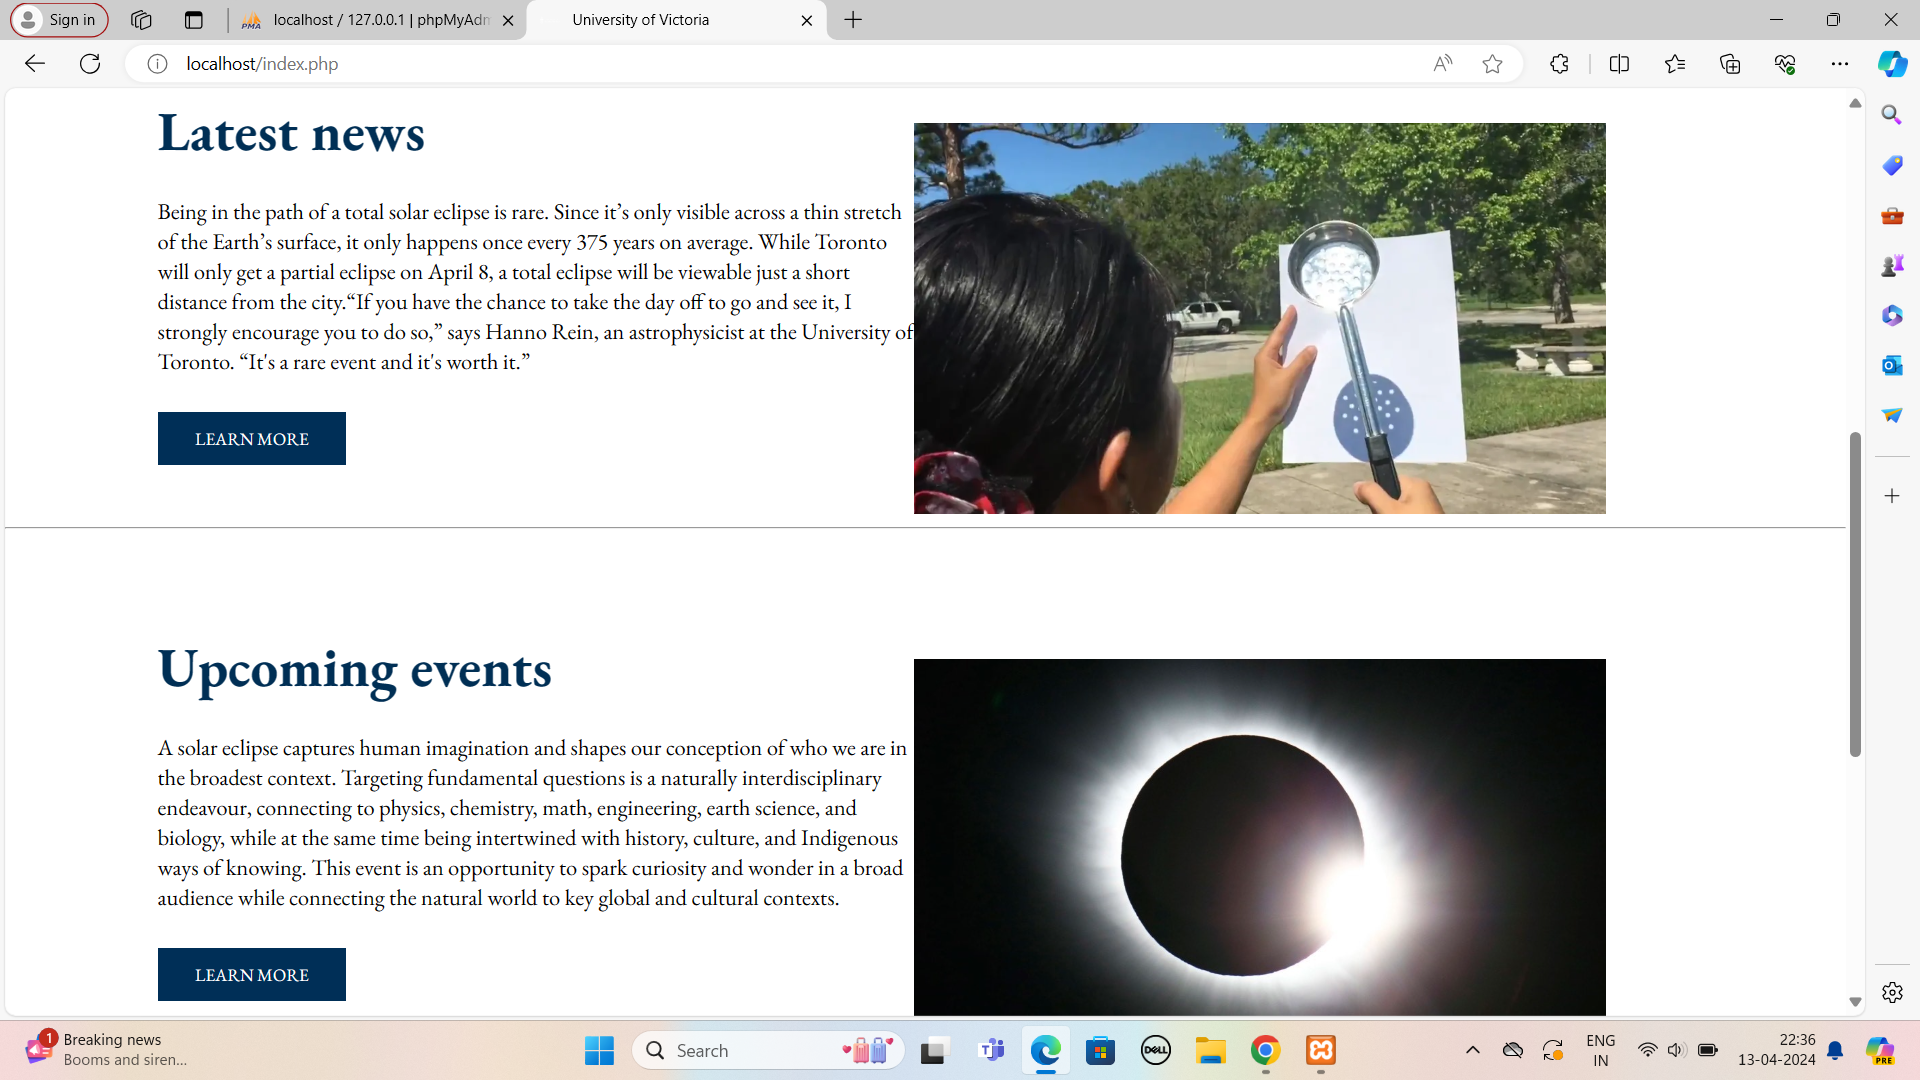 Sign in
PMA localhost / 127.0.0.1 | phpMyAdm
University of Victoria
localhost/index.php
Latest news
Being in the path of a total solar eclipse is rare. Since it’s only visible across a thin stretch
of the Earth’s surface, it only happens once every 375 years on average. While Toronto
will only get a partial eclipse on April 8, a total eclipse will be viewable just a short
distance from the city.“If you have the chance to take the day off to go and see it, I
strongly encourage you to do so,” says Hanno Rein, an astrophysicist at the University of
Toronto. “It's a rare event and it's worth it.”
LEARN MORE
Upcoming events
A solar eclipse captures human imagination and shapes our conception of who we are in
the broadest context. Targeting fundamental questions is a naturally interdisciplinary
endeavour, connecting to physics, chemistry, math, engineering, earth science, and
biology, while at the same time being intertwined with history, culture, and Indigenous
ways of knowing. This event is an opportunity to spark curiosity and wonder in a broad
audience while connecting the natural world to key global and cultural contexts.
LEARN MORE
1
Breaking news
Booms and siren...
Search
DELL
ENG
IN
22:36
13-04-2024
PRE